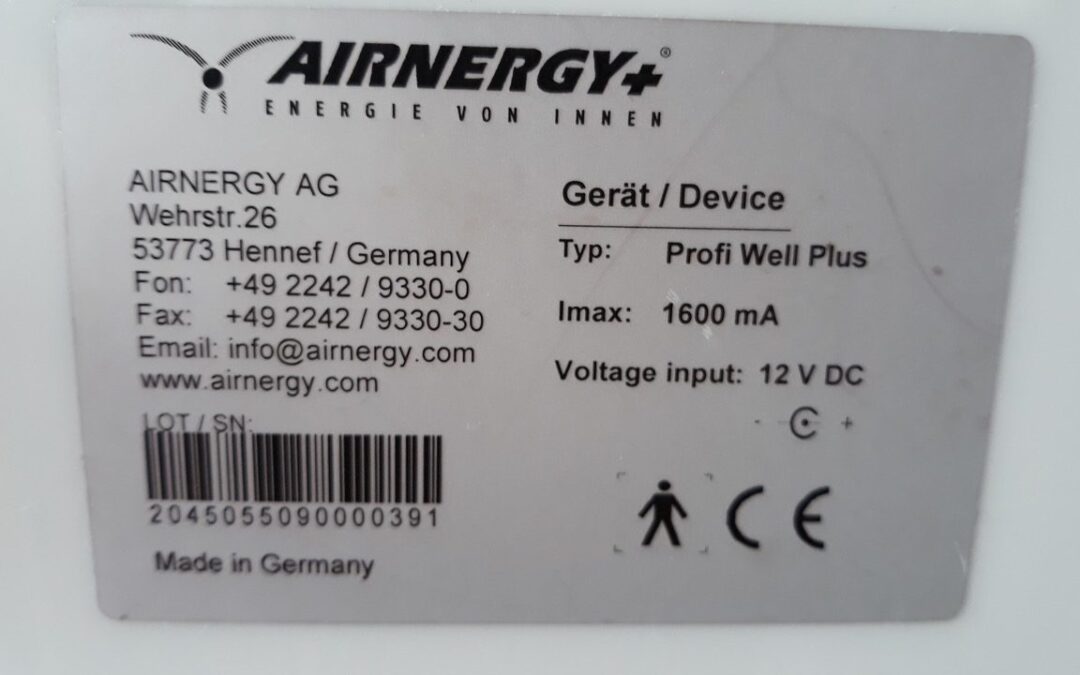 AIRNERGY+®
ENERGIE VON INNEN
AIRNERGY AG
Wehrstr.26
53773 Hennef / Germany
Fon: +49 2242 / 9330-0
Fax: +49 2242 / 9330-30
Email: info@airnergy.com
www.airnergy.com
LOT / SN:
2045055090000391
Made in Germany
Gerät / Device
Typ: Profi Well Plus
Imax: 1600 mA
Voltage input: 12 V DC
- +
CE